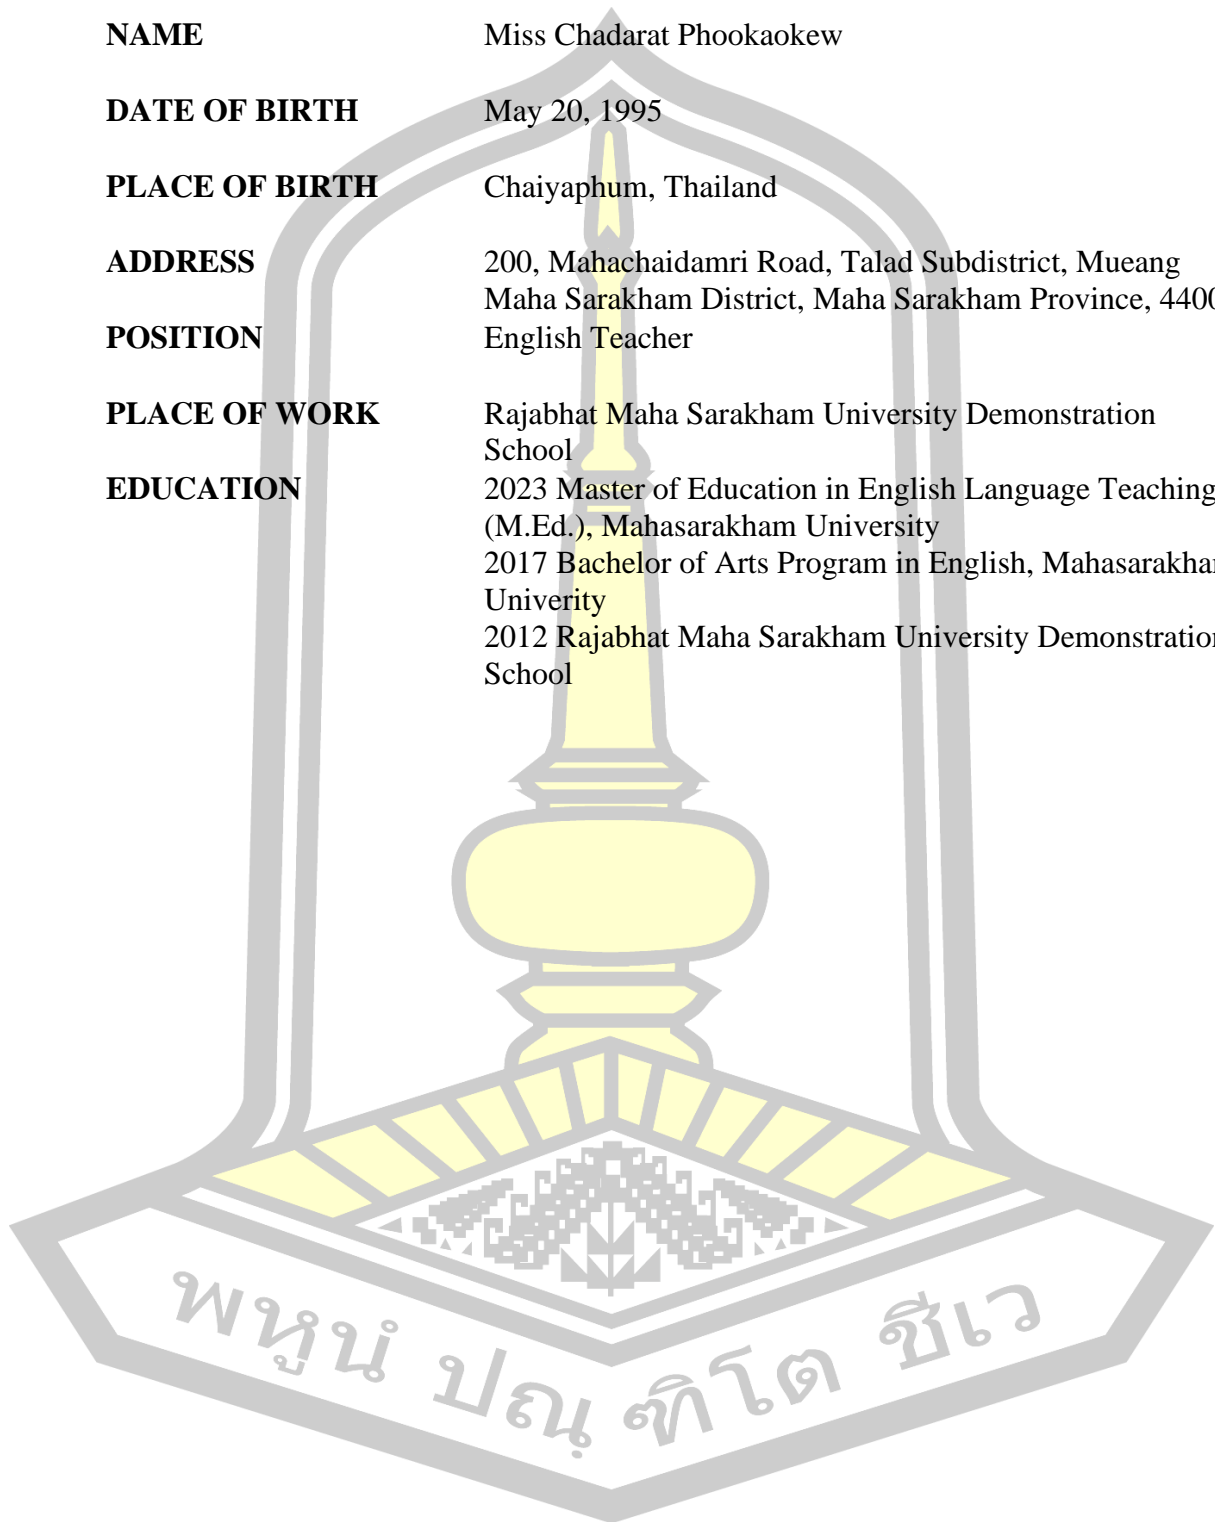 NAME Miss Chadarat Phookaokew
DATE OF BIRTH May 20, 1995
PLACE OF BIRTH Chaiyaphum, Thailand
ADDRESS 200, Mahachaidamri Road, Talad Subdistrict, Mueang
Maha Sarakham District, Maha Sarakham Province, 4400
POSITION English Teacher
PLACE OF WORK Rajabhat Maha Sarakham University Demonstration
School
EDUCATION 2023 Master of Education in English Language Teaching
(M.Ed.), Mahasarakham University
2017 Bachelor of Arts Program in English, Mahasarakham
Univerity
2012 Rajabhat Maha Sarakham University Demonstration
School
พหูนํ ปณฺฑิโต ชีเว